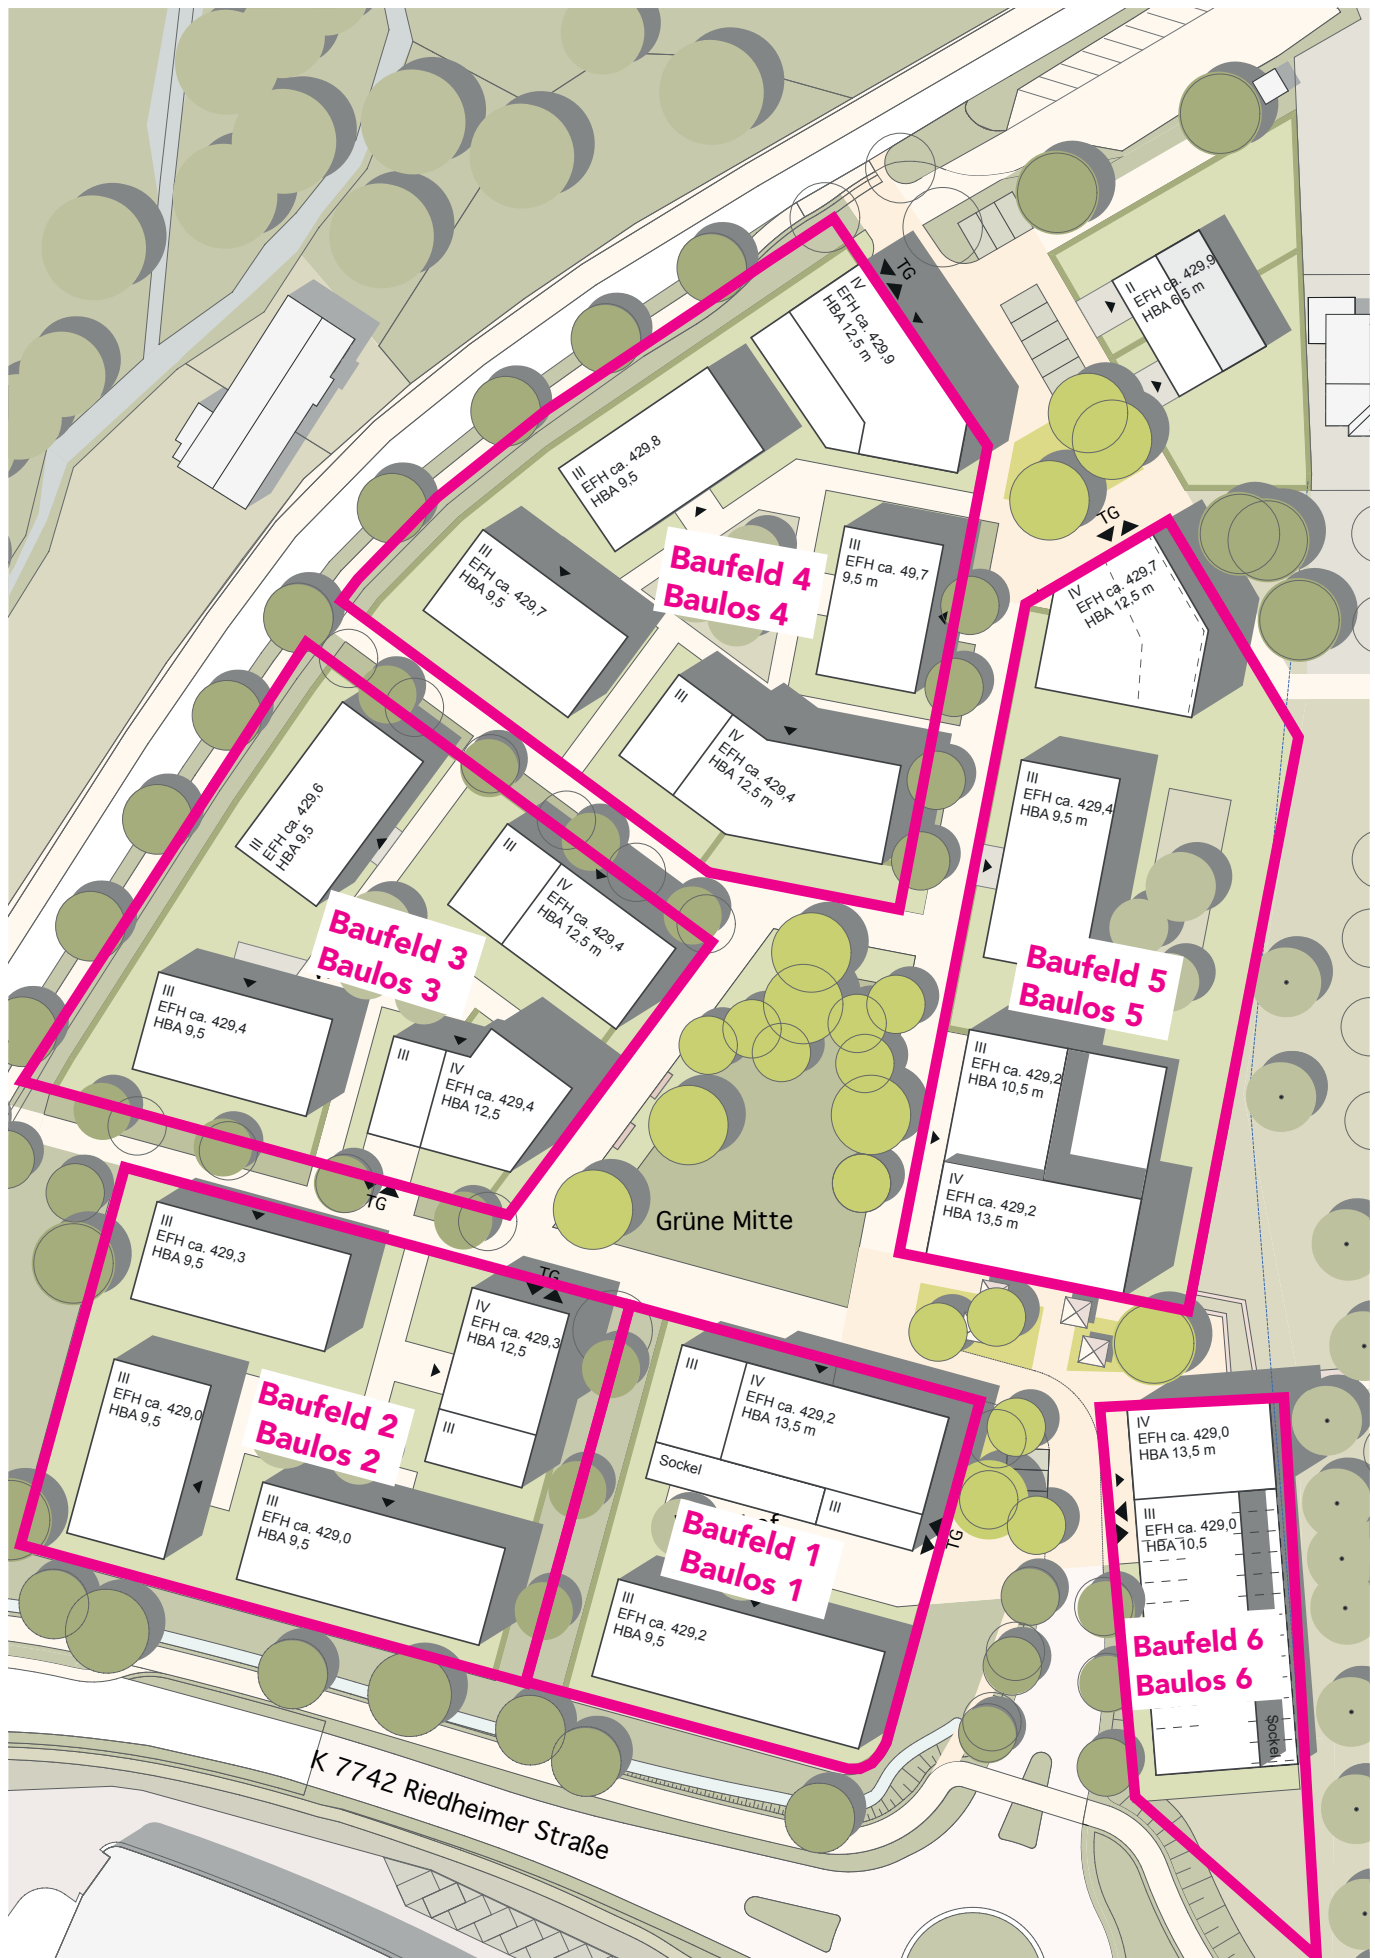 TG
IV
EFH ca. 429,9
HBA 12,5 m
II
EFH ca. 429,9
HBA 6,5 m
III
EFH ca. 429,8
HBA 9,5
III
EFH ca. 429,7
HBA 9,5
III
EFH ca. 49,7
9.5 m
Baufeld 4
Baulos 4
III
IV
EFH ca. 429,4
HBA 12,5 m
TG
IV
EFH ca. 429,7
HBA 12,5 m
III
EFH ca. 429,4
HBA 9,5 m
Baufeld 5
Baulos 5
III
EFH ca. 429,2
HBA 10,5 m
IV
EFH ca. 429,2
HBA 13,5 m
III
EFH ca. 429,6
HBA 9,5
III
IV
EFH ca. 429,4
HBA 12,5 m
Baufeld 3
Baulos 3
III
EFH ca. 429,4
HBA 9,5
III
IV
EFH ca. 429,4
HBA 12,5
TG
Grüne Mitte
III
EFH ca. 429,3
HBA 9,5
TG
IV
EFH ca. 429,3
HBA 12,5
III
III
EFH ca. 429,0
HBA 9,5
Baufeld 2
Baulos 2
III
EFH ca. 429,0
HBA 9,5
III
IV
EFH ca. 429,2
HBA 13,5 m
Sockel
III
TG
Baufeld 1
Baulos 1
III
EFH ca. 429,2
HBA 9,5
IV
EFH ca. 429,0
HBA 13,5 m
III
EFH ca. 429,0
HBA 10,5
Baufeld 6
Baulos 6
Sockel
K 7742 Riedheimer Straße